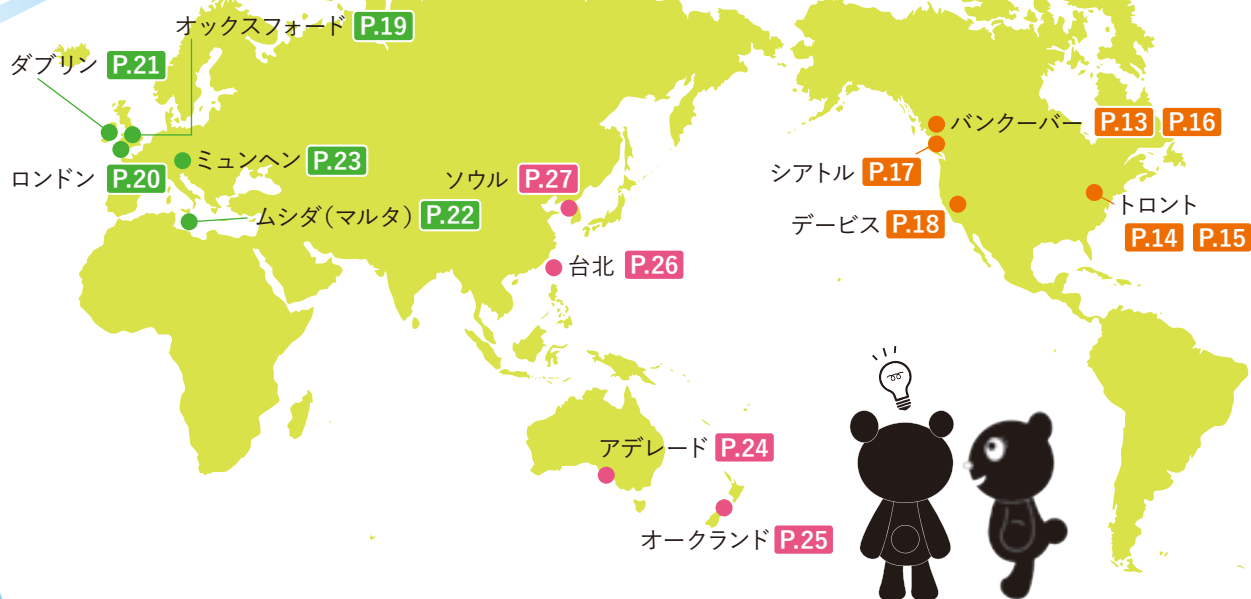 オックスフォード P.19
ダブリン P.21
バンクーバー P.13 P.16
ミュンヘン P.23
シアトル P.17
ロンドン P.20
ソウル P.27
トロント
P.14 P.15
ムシダ(マルタ) P.22
デービス P.18
台北 P.26
アデレード P.24
オークランド P.25